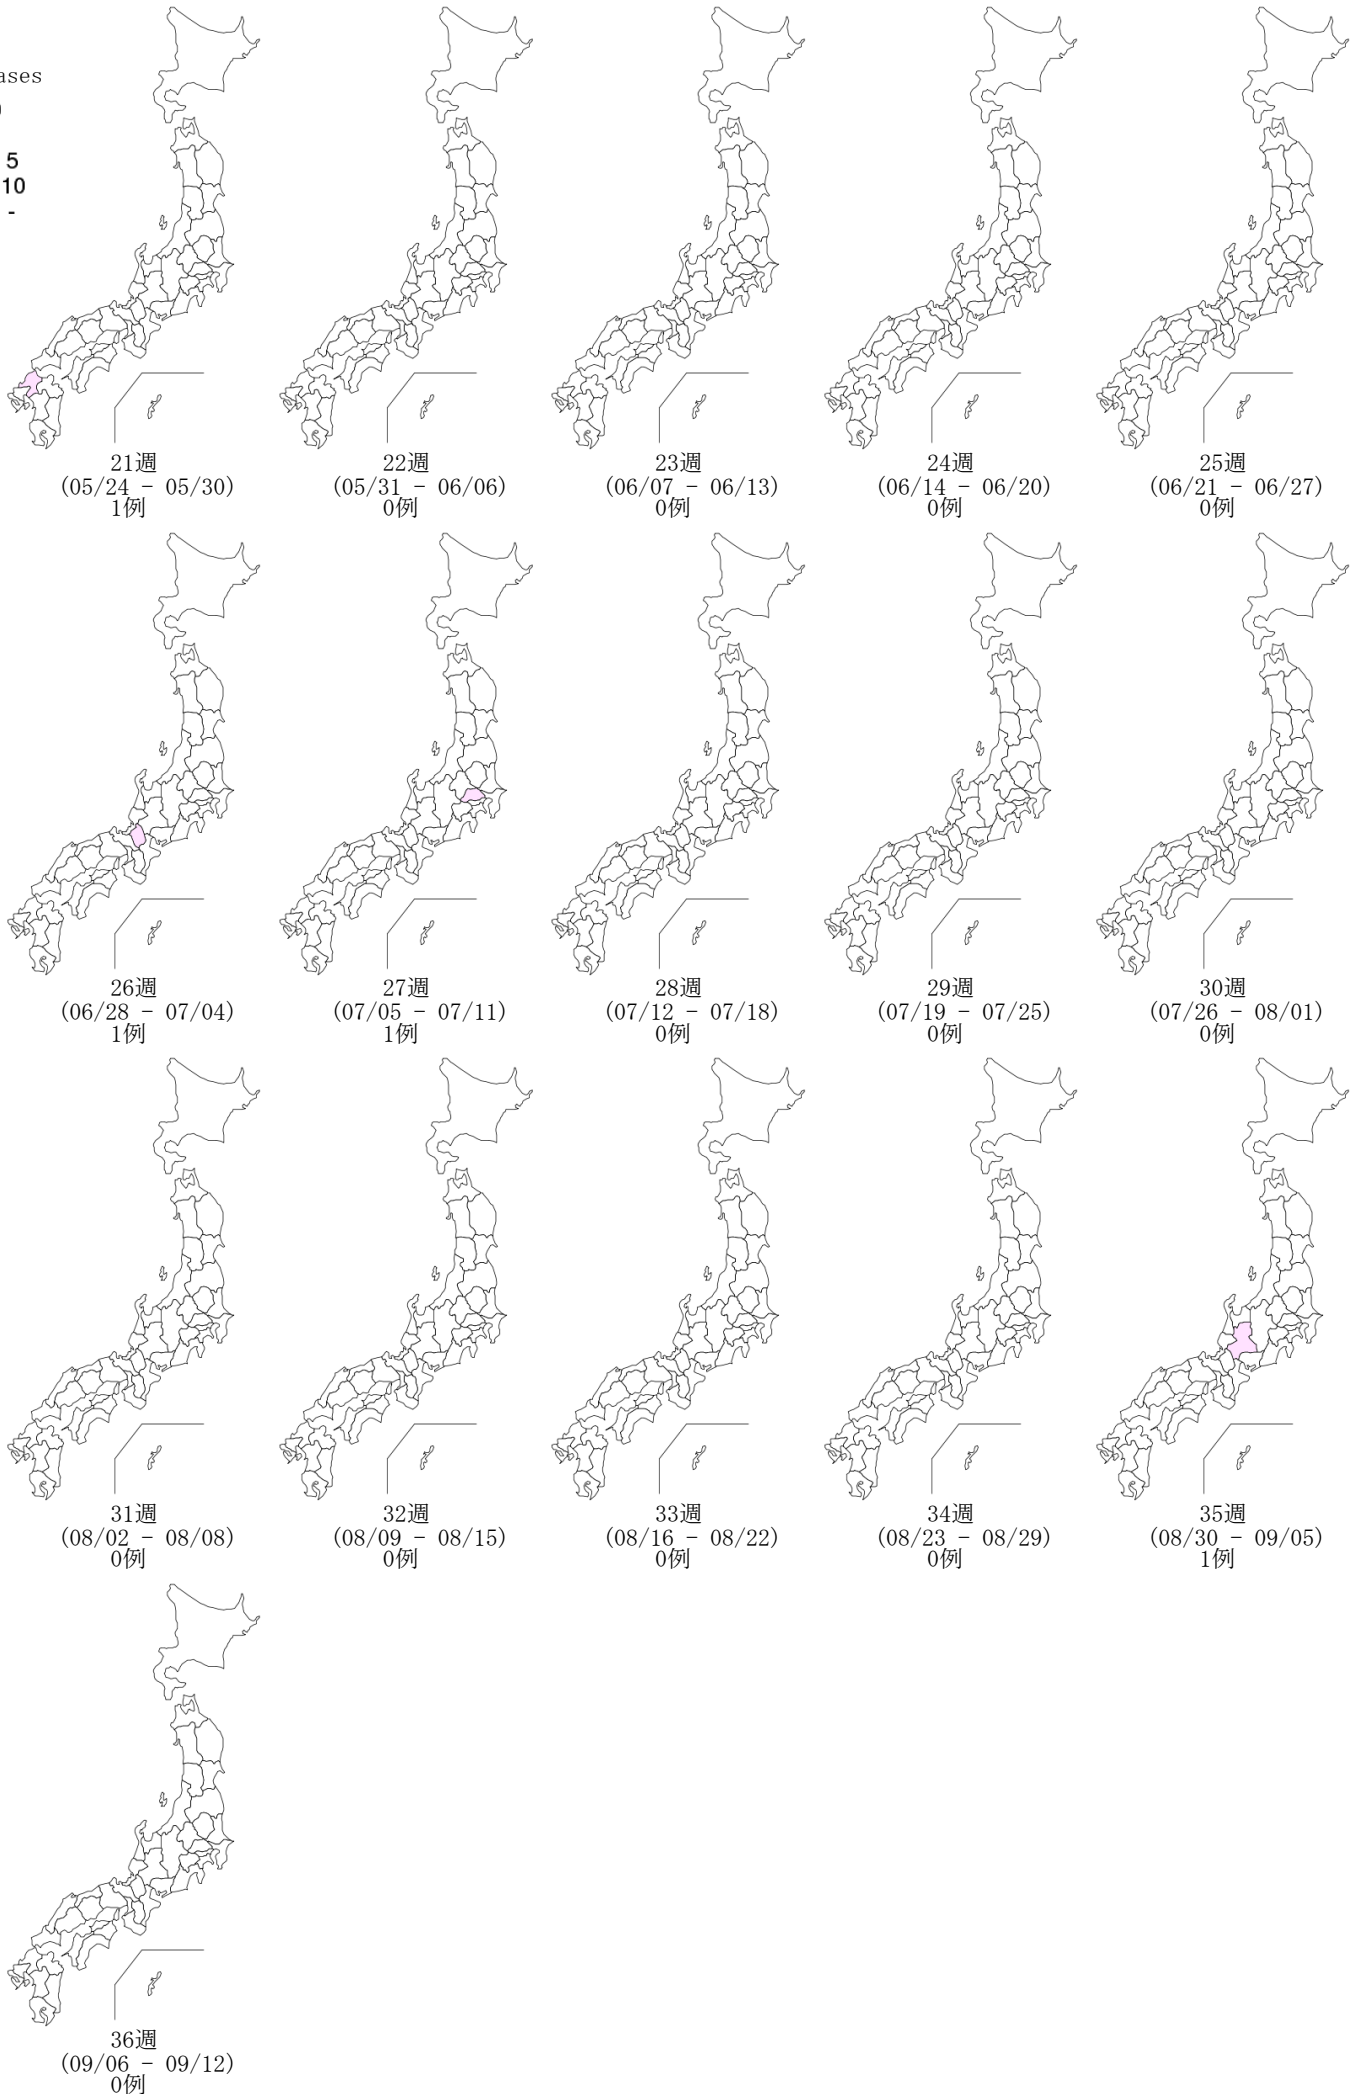 ases
5
10
-
21週
(05/24 - 05/30)
1例
22週
(05/31 - 06/06)
0例
23週
(06/07 - 06/13)
0例
24週
(06/14 - 06/20)
0例
25週
(06/21 - 06/27)
0例
26週
(06/28 - 07/04)
1例
27週
(07/05 - 07/11)
1例
28週
(07/12 - 07/18)
0例
29週
(07/19 - 07/25)
0例
30週
(07/26 - 08/01)
0例
31週
(08/02 - 08/08)
0例
32週
(08/09 - 08/15)
0例
33週
(08/16 - 08/22)
0例
34週
(08/23 - 08/29)
0例
35週
(08/30 - 09/05)
1例
36週
(09/06 - 09/12)
0例